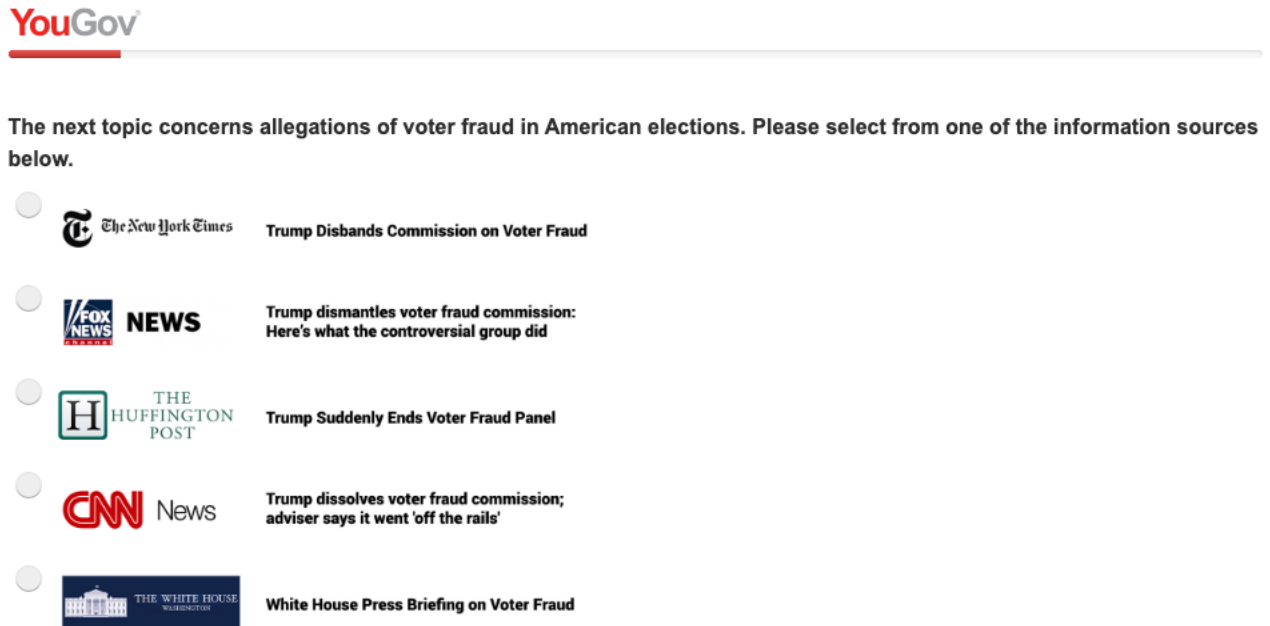 YouGov
The next topic concerns allegations of voter fraud in American elections. Please select from one of the information sources
below.
The New York Times
Trump Disbands Commission on Voter Fraud
FOX
NEWS
channel
NEWS
Trump dismantles voter fraud commission:
Here's what the controversial group did
H
THE
HUFFINGTON
POST
Trump Suddenly Ends Voter Fraud Panel
CNN News
Trump dissolves voter fraud commission;
adviser says it went 'off the rails'
THE WHITE HOUSE
WASHINGTON
White House Press Briefing on Voter Fraud